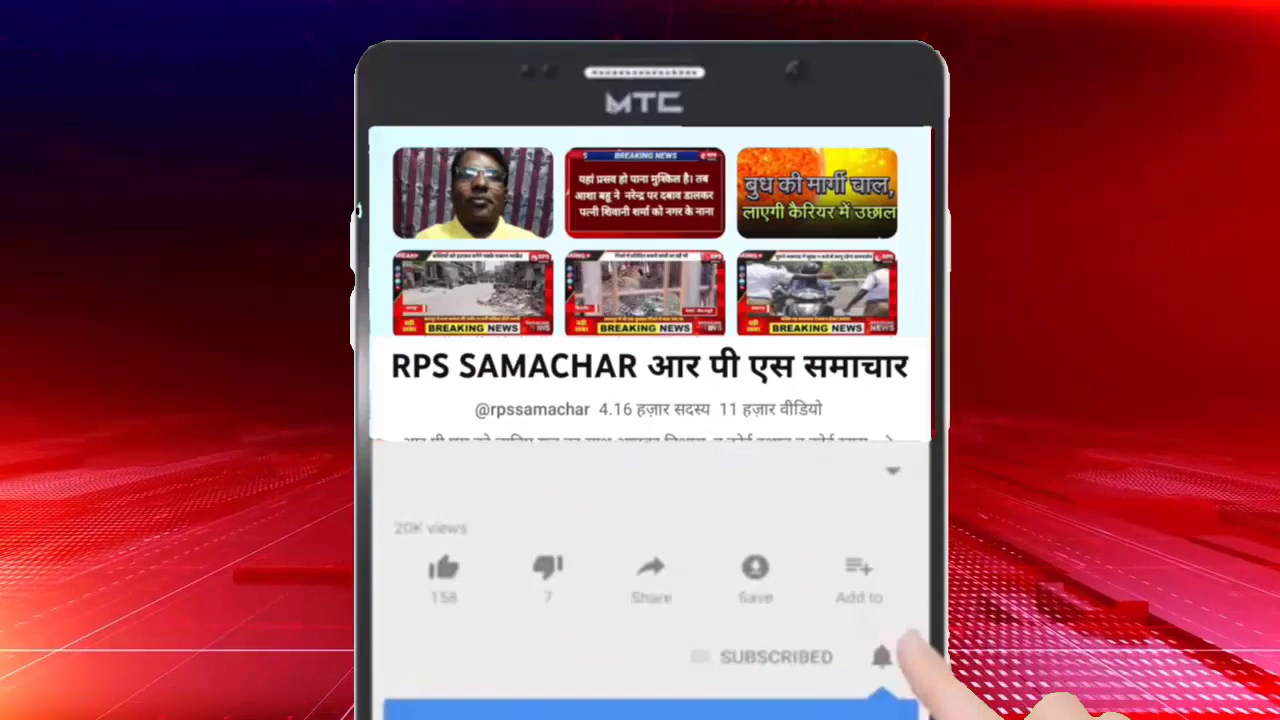 MTC
BREAKING NEWS
यहां प्रसव हो पाना मुश्किल है। तब
आशा बहू ने नरेन्द्र पर दबाव डालकर
पत्नी शिवानी शर्मा को नगर के नाना
बुध की मार्गी चाल,
लाएगी कैरियर में उछाल
BREAKING NEWS
BREAKING NEWS
BREAKING NEWS
RPS SAMACHAR आर पी एस समाचार
@rpssamachar 4.16 हज़ार सदस्य 11 हज़ार वीडियो
20K views
158 7 Share Save Add to
SUBSCRIBED